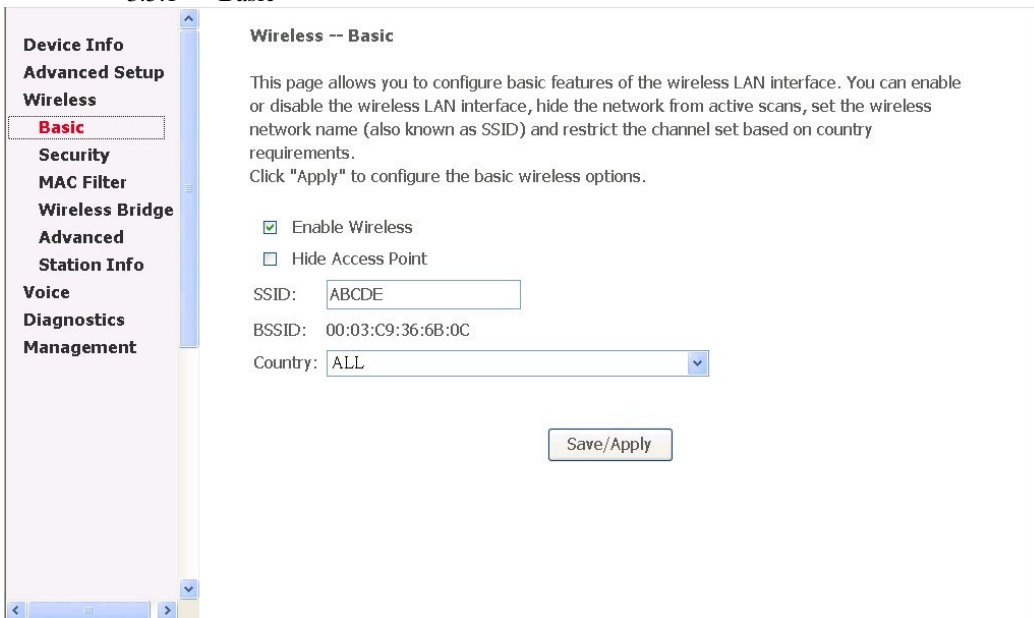 Device Info
Advanced Setup
Wireless
Basic
Security
MAC Filter
Wireless Bridge
Advanced
Station Info
Voice
Diagnostics
Management
Wireless -- Basic
This page allows you to configure basic features of the wireless LAN interface. You can enable
or disable the wireless LAN interface, hide the network from active scans, set the wireless
network name (also known as SSID) and restrict the channel set based on country
requirements.
Click "Apply" to configure the basic wireless options.
Enable Wireless
Hide Access Point
SSID: ABCDE
BSSID: 00:03:C9:36:6B:0C
Country: ALL
Save/Apply